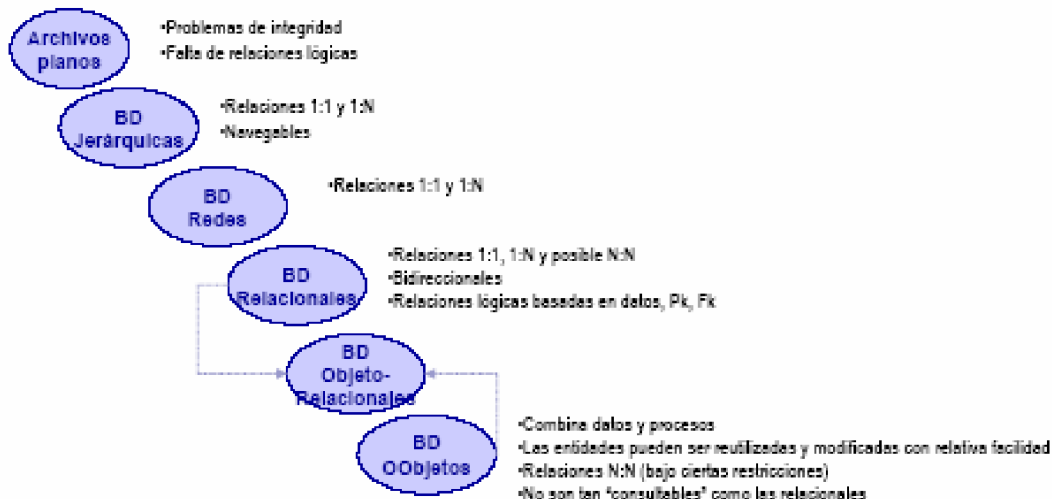 Archivos
planos
•Problemas de integridad
•Falta de relaciones lógicas
BD
Jerárquicas
•Relaciones 1:1 y 1:N
•Navegables
BD
Redes
•Relaciones 1:1 y 1:N
BD
Relacionales
•Relaciones 1:1, 1:N y posible N:N
•Bidireccionales
•Relaciones lógicas basadas en datos, Pk, Fk
BD
Objeto-
Relacionales
BD
OObjetos
•Combina datos y procesos
•Las entidades pueden ser reutilizadas y modificadas con relativa facilidad
•Relaciones N:N (bajo ciertas restricciones)
•No son tan "consultables" como las relacionales